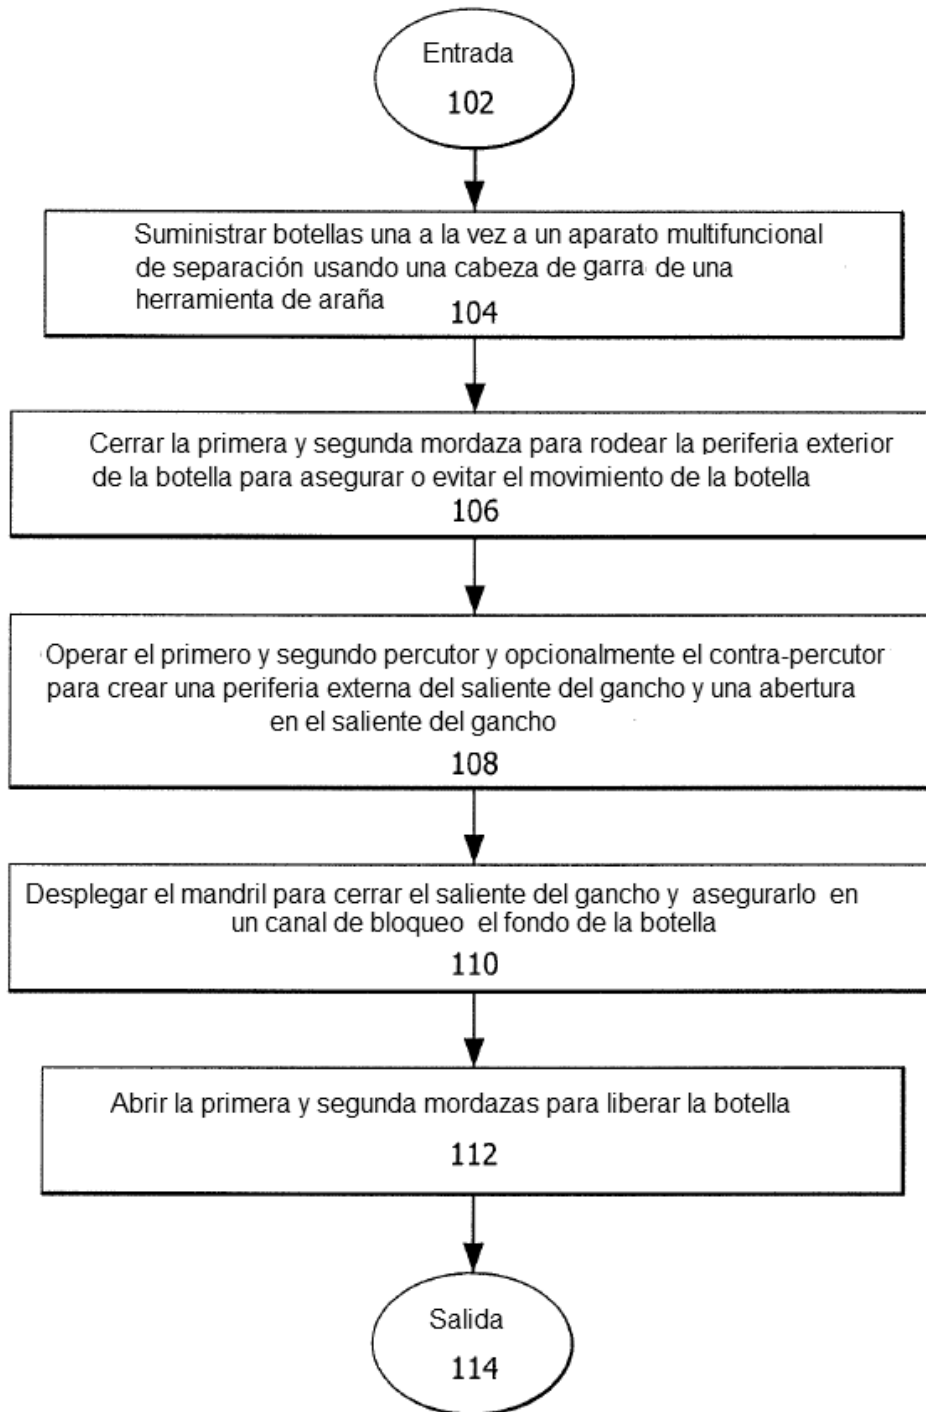 Entrada
102
Suministrar botellas una a la vez a un aparato multifuncional
de separación usando una cabeza de garra de una
herramienta de araña
104
Cerrar la primera y segunda mordaza para rodear la periferia exterior
de la botella para asegurar o evitar el movimiento de la botella
106
Operar el primero y segundo percutor y opcionalmente el contra-percutor
para crear una periferia externa del saliente del gancho y una abertura
en el saliente del gancho
108
Desplegar el mandril para cerrar el saliente del gancho y asegurarlo en
un canal de bloqueo el fondo de la botella
110
Abrir la primera y segunda mordazas para liberar la botella
112
Salida
114